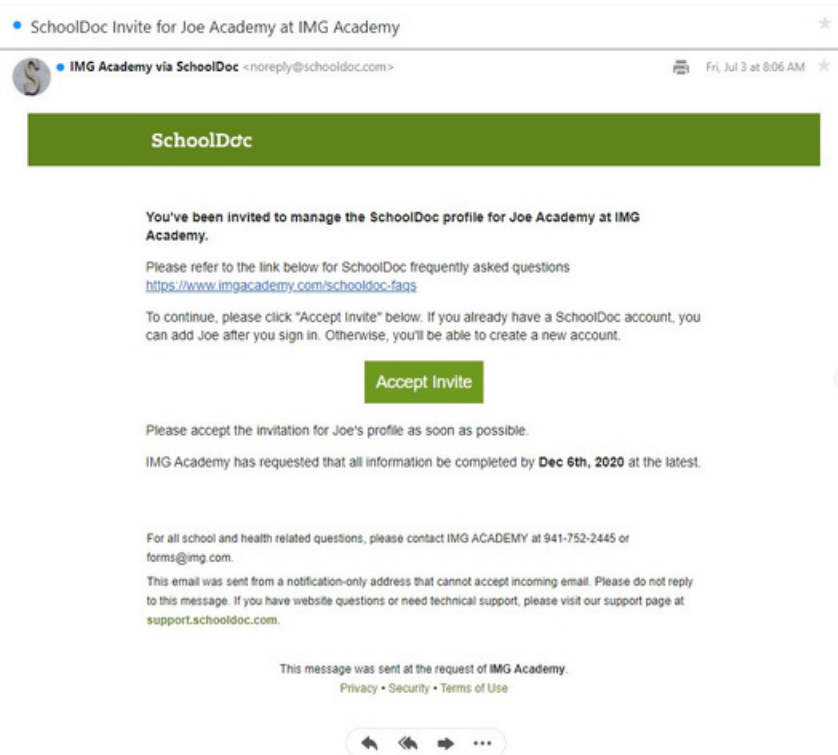 SchoolDoc Invite for Joe Academy at IMG Academy
IMG Academy via SchoolDoc <noreply@schooldoc.com>
Fri, Jul 3 at 8:06 AM
SchoolDoc
You've been invited to manage the SchoolDoc profile for Joe Academy at IMG
Academy.
Please refer to the link below for SchoolDoc frequently asked questions
https://www.imgacademy.com/schooldoc-faqs
To continue, please click "Accept Invite" below. If you already have a SchoolDoc account, you
can add Joe after you sign in. Otherwise, you'll be able to create a new account.
Accept Invite
Please accept the invitation for Joe's profile as soon as possible.
IMG Academy has requested that all information be completed by Dec 6th, 2020 at the latest.
For all school and health related questions, please contact IMG ACADEMY at 941-752-2445 or
forms@img.com.
This email was sent from a notification-only address that cannot accept incoming email. Please do not reply
to this message. If you have website questions or need technical support, please visit our support page at
support.schooldoc.com.
This message was sent at the request of IMG Academy.
Privacy • Security • Terms of Use